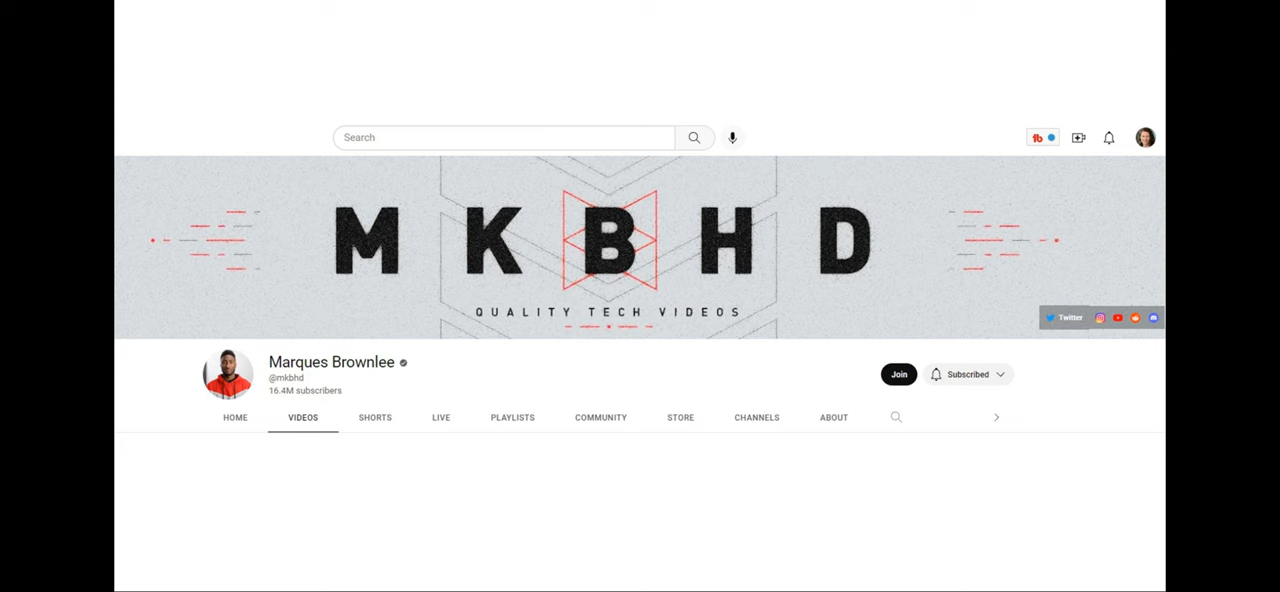 Search
M K B H D
QUALITY TECH VIDEOS
Twitter
Marques Brownlee
@mkbhd
16.4M subscribers
Join
Subscribed
HOME VIDEOS SHORTS LIVE PLAYLISTS COMMUNITY STORE CHANNELS ABOUT